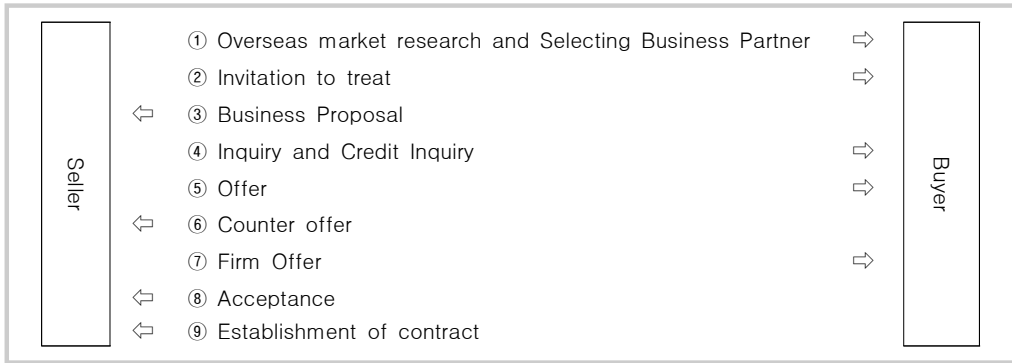 Seller
① Overseas market research and Selecting Business Partner ⇨
② Invitation to treat ⇨
⇦ ③ Business Proposal
④ Inquiry and Credit Inquiry ⇨
⑤ Offer ⇨
⇦ ⑥ Counter offer
⑦ Firm Offer ⇨
⇦ ⑧ Acceptance
⇦ ⑨ Establishment of contract
Buyer